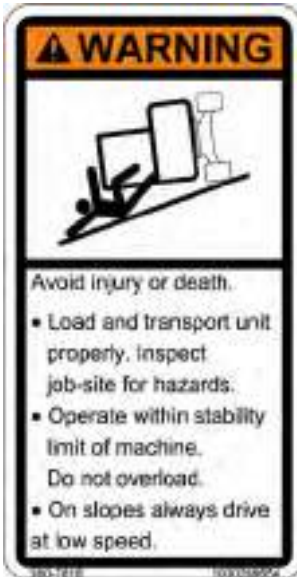 WARNING
Avoid injury or death.
• Load and transport unit
properly. Inspect
job-site for hazards.
• Operate within stability
limit of machine.
Do not overload.
• On slopes always drive
at low speed.